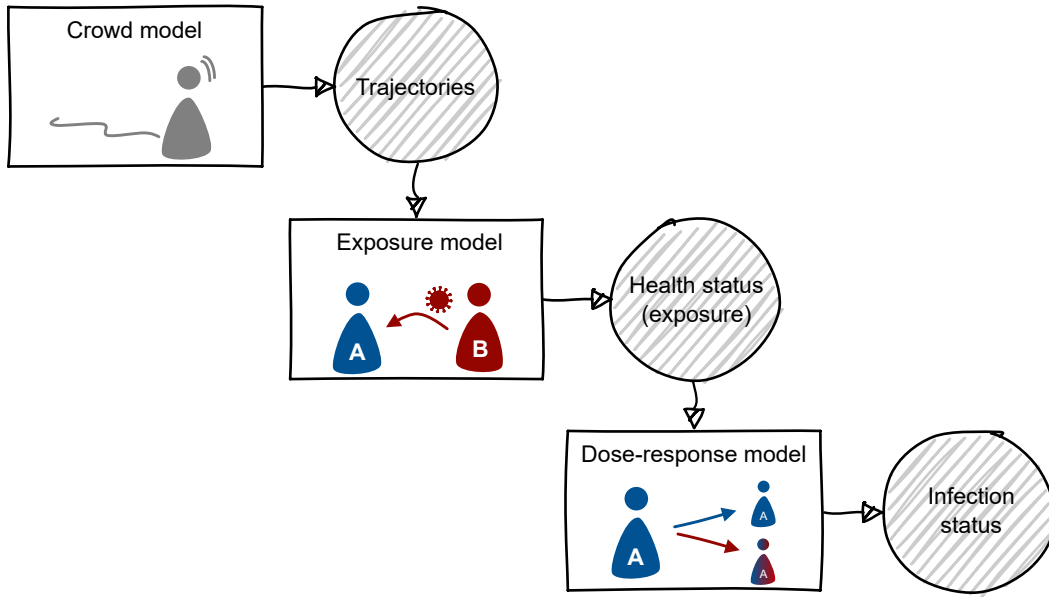 Crowd model
Trajectories
Exposure model
A
B
Health status
(exposure)
Dose-response model
A
A
A
Infection
status